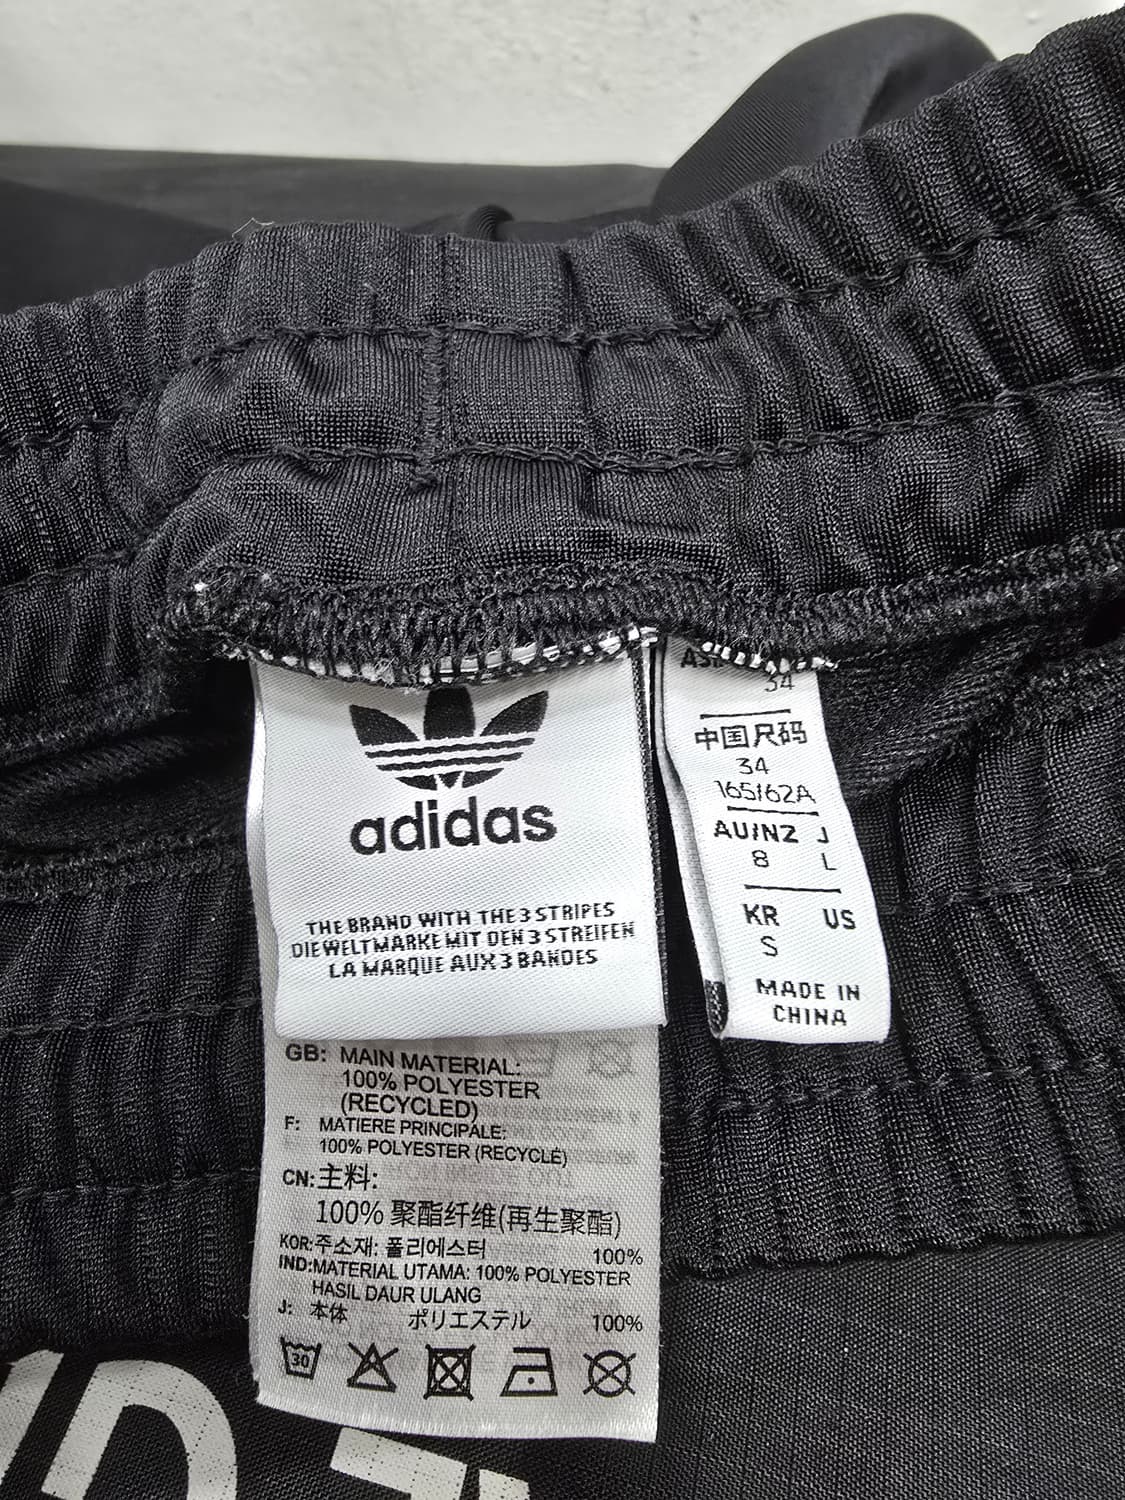 adidas
THE BRAND WITH THE 3 STRIPES
DIE WELTMARKE MIT DEN 3 STREIFEN
LA MARQUE AUX 3 BANDES
GB: MAIN MATERIAL:
100% POLYESTER
(RECYCLED)
F: MATIERE PRINCIPALE:
100% POLYESTER (RECYCLÉ)
CN: 主料:
100% 聚酯纤维(再生聚酯)
KOR: 주소재: 폴리에스터 100%
IND: MATERIAL UTAMA: 100% POLYESTER
HASIL DAUR ULANG
J: 本体 ポリエステル 100%
30
34
中国尺码
34
165/62A
AU/NZ J
8 L
KR US
S
MADE IN
CHINA